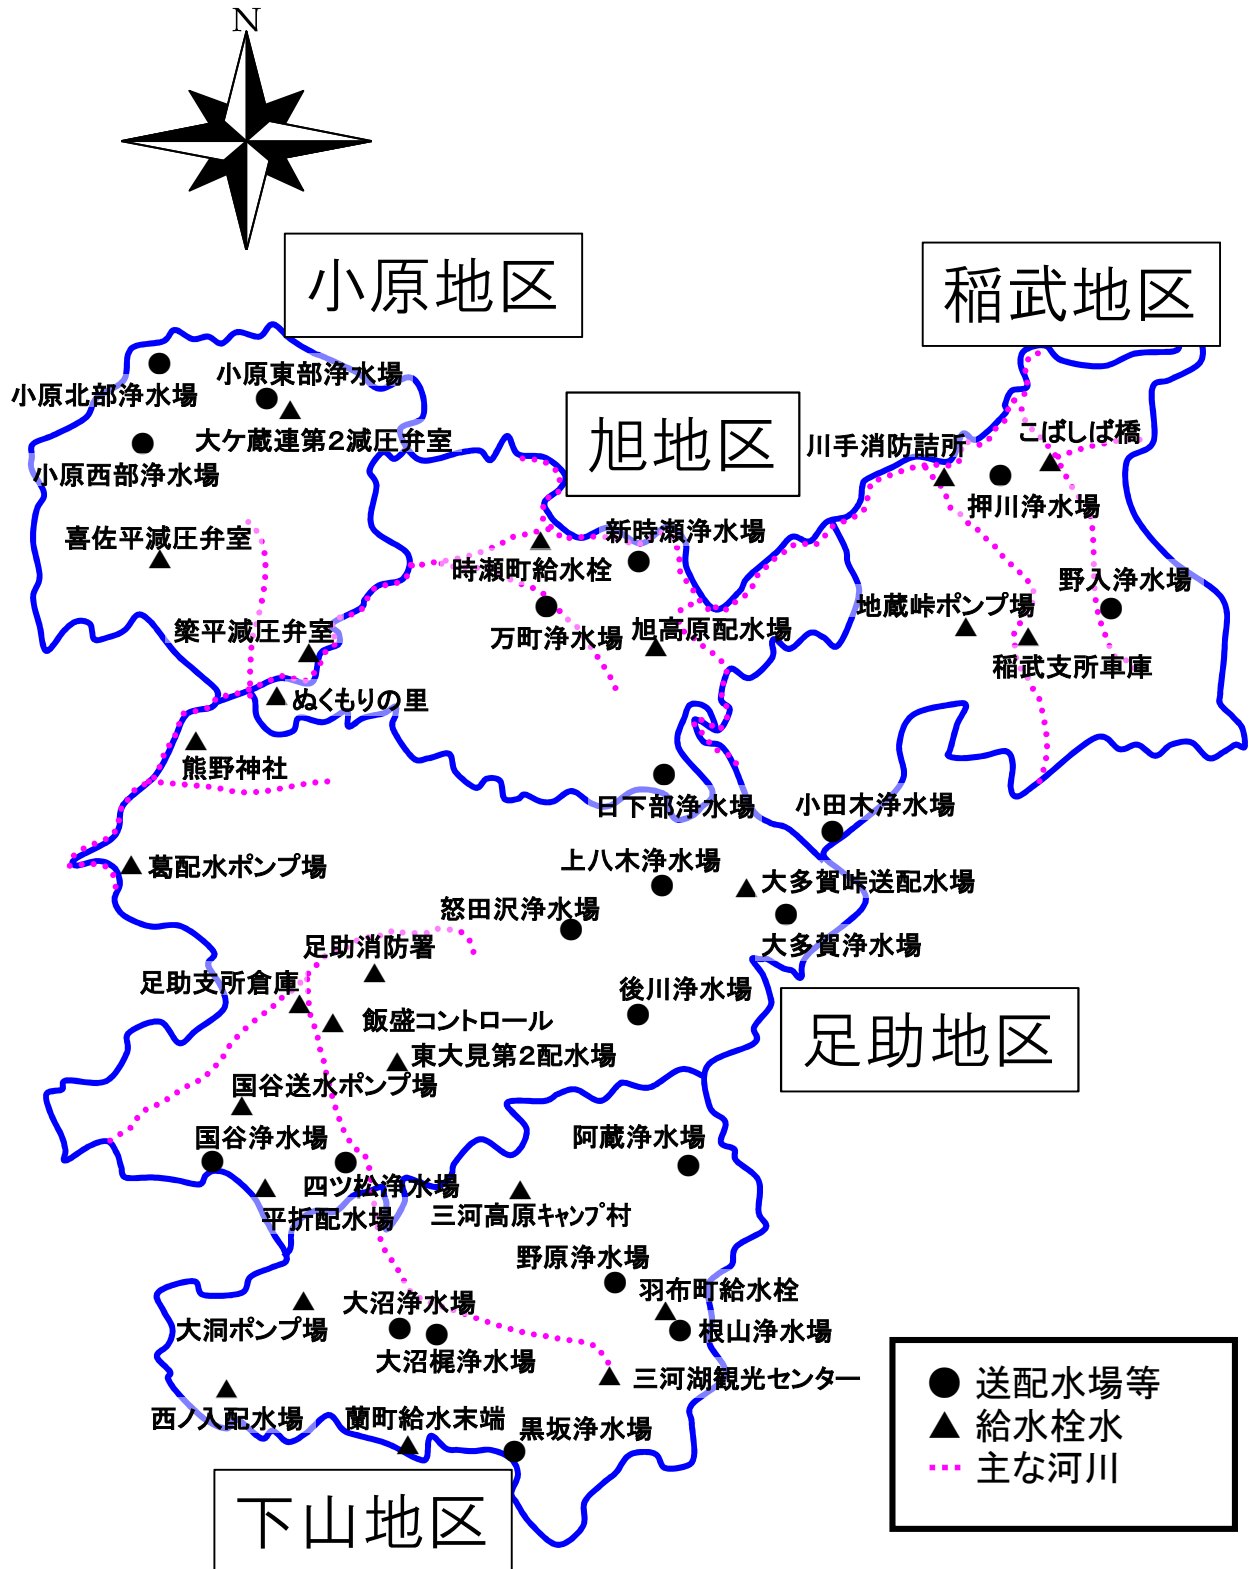 N
小原地区
稲武地区
小原北部浄水場
小原東部浄水場
大ケ蔵連第2減圧弁室
小原西部浄水場
旭地区
川手消防詰所
こばしば橋
押川浄水場
喜佐平減圧弁室
新時瀬浄水場
時瀬町給水栓
野入浄水場
地蔵峠ポンプ場
簗平減圧弁室
万町浄水場
旭高原配水場
稲武支所車庫
ぬくもりの里
熊野神社
日下部浄水場
小田木浄水場
葛配水ポンプ場
上八木浄水場
大多賀峠送配水場
怒田沢浄水場
大多賀浄水場
足助消防署
足助支所倉庫
後川浄水場
飯盛コントロール
足助地区
東大見第2配水場
国谷送水ポンプ場
国谷浄水場
阿蔵浄水場
四ツ松浄水場
平折配水場
三河高原キャンプ村
野原浄水場
羽布町給水栓
大沼浄水場
大洞ポンプ場
根山浄水場
大沼梶浄水場
三河湖観光センター
西ノ入配水場
蘭町給水末端
黒坂浄水場
下山地区
送配水場等
給水栓水
主な河川